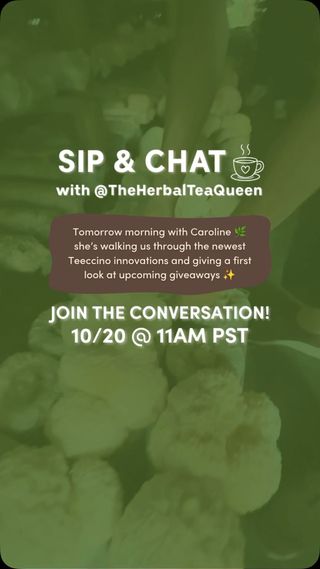 SIP & CHAT
with @TheHerbalTeaQueen
Tomorrow morning with Caroline 🌿
she's walking us through the newest
Teeccino innovations and giving a first
look at upcoming giveaways ✨
JOIN THE CONVERSATION!
10/20 @ 11AM PST